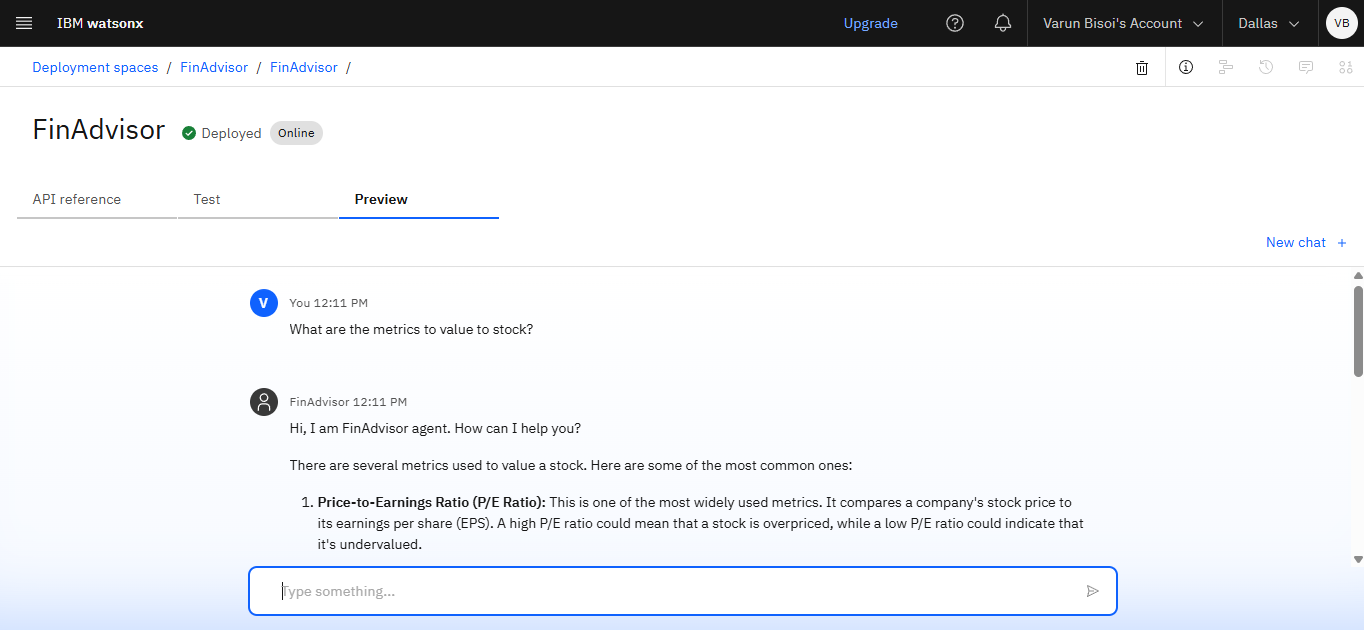 IBM watsonx
Upgrade
Varun Bisoi's Account
Dallas
VB
Deployment spaces / FinAdvisor / FinAdvisor /
FinAdvisor
Deployed
Online
API reference
Test
Preview
New chat +
V
You 12:11 PM
What are the metrics to value to stock?
FinAdvisor 12:11 PM
Hi, I am FinAdvisor agent. How can I help you?
There are several metrics used to value a stock. Here are some of the most common ones:
1. Price-to-Earnings Ratio (P/E Ratio): This is one of the most widely used metrics. It compares a company's stock price to
its earnings per share (EPS). A high P/E ratio could mean that a stock is overpriced, while a low P/E ratio could indicate that
it's undervalued.
Type something...